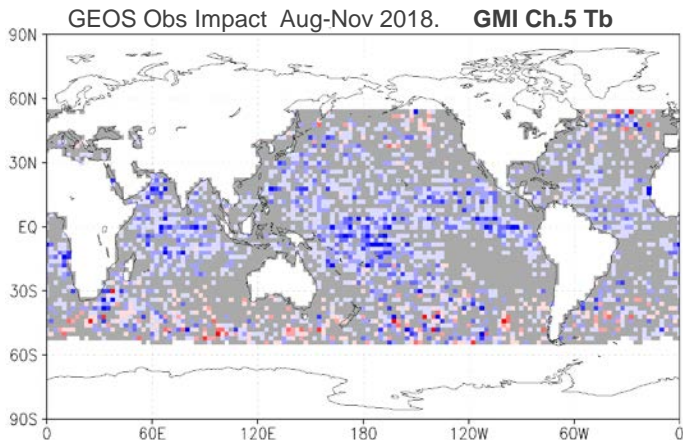 GEOS Obs Impact  Aug-Nov 2018.    GMI Ch.5 Tb
90N
60N
30N
EQ
30S
60S
90S
0 60E 120E 180 120W 60W 0